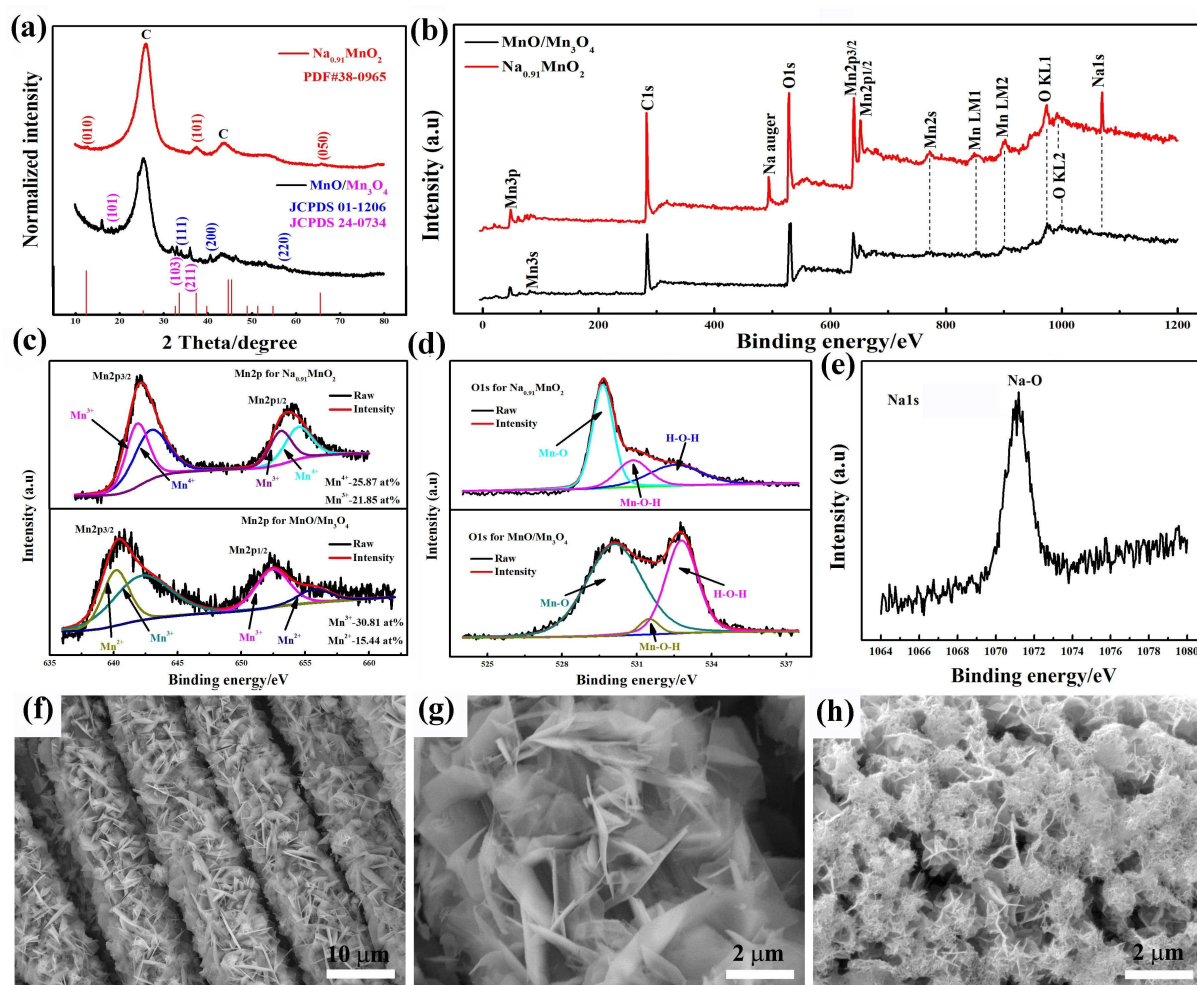 (a)
C
Na0.91MnO2
PDF#38-0965
(010)
(101)
C
(050)
MnO/Mn3O4
JCPDS 01-1206
JCPDS 24-0734
(101)
(111)
(200)
(220)
(103)
(211)
Normalized intensity
10 20 30 40 50 60 70 80
2 Theta/degree
(b)
MnO/Mn3O4
Na0.91MnO2
Mn3p
Mn3s
C1s
Na auger
O1s
Mn2p3/2
Mn2p1/2
Mn2s
Mn LM1
Mn LM2
O KL1
O KL2
Na1s
Intensity (a.u)
0 200 400 600 800 1000 1200
Binding energy/eV
(c)
Mn2p3/2
Mn2p for Na0.91MnO2
Mn2p1/2
Raw
Intensity
Mn3+
Mn4+
Mn3+
Mn4+
Mn4+-25.87 at%
Mn3+-21.85 at%
Mn2p3/2
Mn2p for MnO/Mn3O4
Mn2p1/2
Raw
Intensity
Mn2+
Mn3+
Mn3+
Mn2+
Mn3+-30.81 at%
Mn2+-15.44 at%
Intensity (a.u)
635 640 645 650 655 660
Binding energy/eV
(d)
O1s for Na0.91MnO2
Raw
Intensity
Mn-O
H-O-H
Mn-O-H
O1s for MnO/Mn3O4
Raw
Intensity
Mn-O
H-O-H
Mn-O-H
Intensity (a.u)
525 528 531 534 537
Binding energy/eV
(e)
Na1s
Na-O
Intensity (a.u)
1064 1066 1068 1070 1072 1074 1076 1078 1080
Binding energy/eV
(f)
10 μm
(g)
2 μm
(h)
2 μm